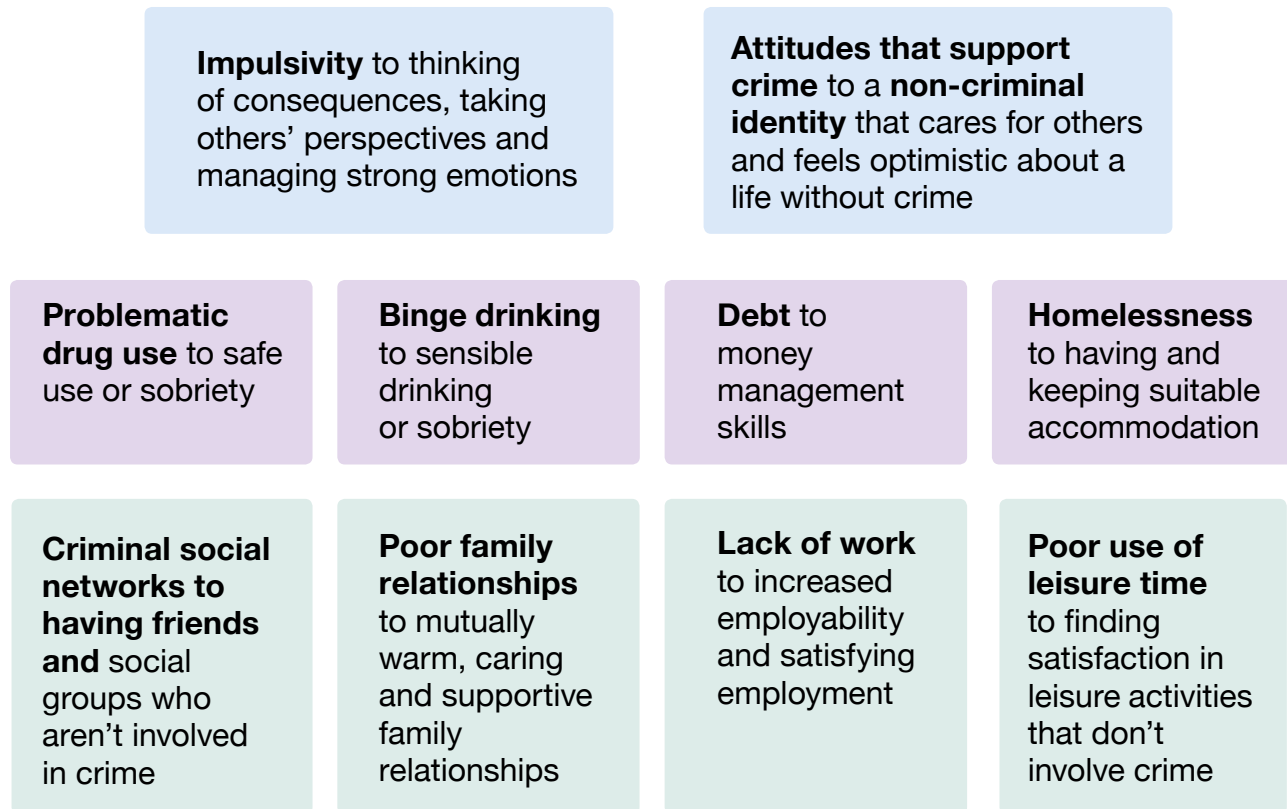 Impulsivity to thinking
of consequences, taking
others’ perspectives and
managing strong emotions
Attitudes that support
crime to a non-criminal
identity that cares for others
and feels optimistic about a
life without crime
Problematic
drug use to safe
use or sobriety
Binge drinking
to sensible
drinking
or sobriety
Debt to
money
management
skills
Homelessness
to having and
keeping suitable
accommodation
Criminal social
networks to
having friends
and social
groups who
aren’t involved
in crime
Poor family
relationships
to mutually
warm, caring
and supportive
family
relationships
Lack of work
to increased
employability
and satisfying
employment
Poor use of
leisure time
to finding
satisfaction in
leisure activities
that don’t
involve crime